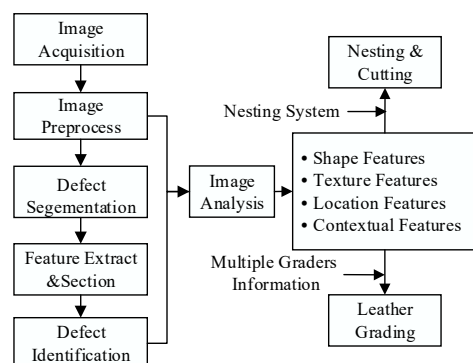 Image
Acquisition
Image
Preprocess
Defect
Segementation
Feature Extract
&Section
Defect
Identification
Image
Analysis
Nesting &
Cutting
Nesting System
• Shape Features
• Texture Features
• Location Features
• Contextual Features
Multiple Graders
Information
Leather
Grading